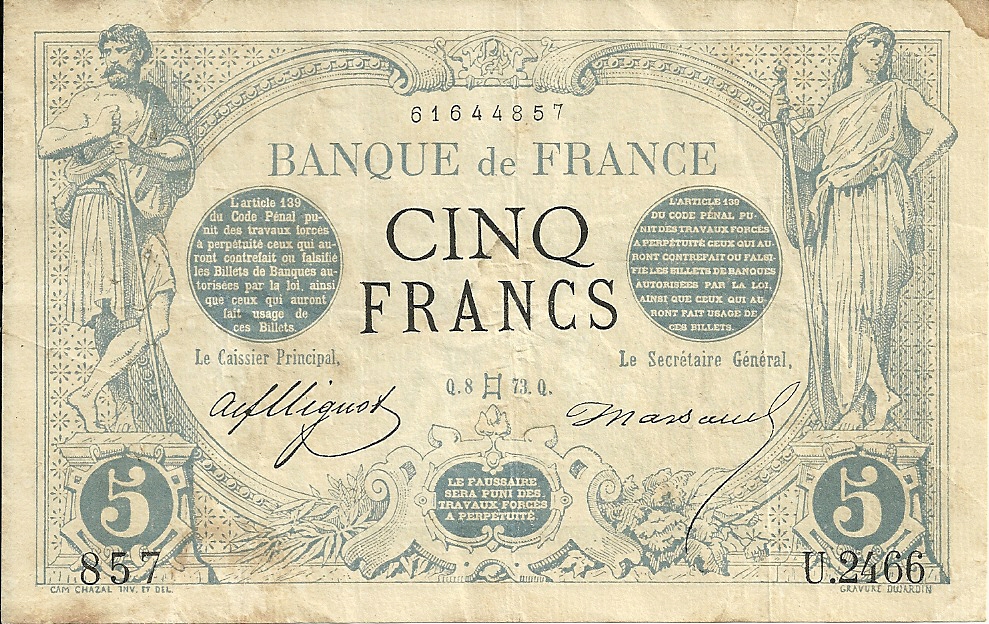 61644857
BANQUE de FRANCE
CINQ
FRANCS
L'article 139
du Code Pénal pu-
nit des travaux forcés
à perpétuité ceux qui au-
ront contrefait ou falsifié
les Billets de Banques au-
torisées par la loi, ainsi
que ceux qui auront
fait usage de
ces Billets.
L'ARTICLE 139
DU CODE PÉNAL PU-
NIT DES TRAVAUX FORCÉS
A PERPÉTUITÉ CEUX QUI AU-
RONT CONTREFAIT OU FALSI-
FIÉ LES BILLETS DE BANQUES
AUTORISÉES PAR LA LOI,
AINSI QUE CEUX QUI AU-
RONT FAIT USAGE DE
CES BILLETS.
Le Caissier Principal,
Le Secrétaire Général,
Q.8 73.Q.
Mignot
Marsaud
LE FAUSSAIRE
SERA PUNI DES
TRAVAUX FORCÉS
A PERPÉTUITÉ.
5
5
857
U.2466
CAM CHAZAL INV. ET DEL.
GRAVURE DUJARDIN